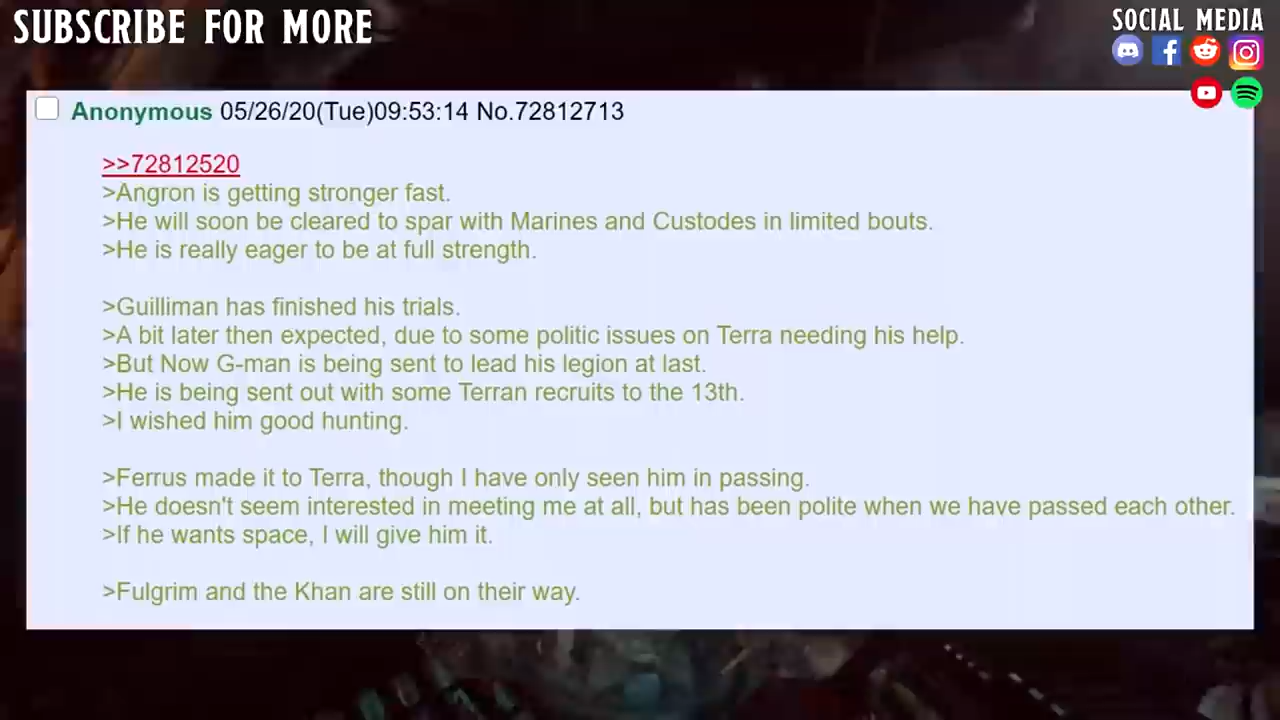 SUBSCRIBE FOR MORE
SOCIAL MEDIA
Anonymous 05/26/20(Tue)09:53:14 No.72812713
>>72812520
>Angron is getting stronger fast.
>He will soon be cleared to spar with Marines and Custodes in limited bouts.
>He is really eager to be at full strength.
>Guilliman has finished his trials.
>A bit later then expected, due to some politic issues on Terra needing his help.
>But Now G-man is being sent to lead his legion at last.
>He is being sent out with some Terran recruits to the 13th.
>I wished him good hunting.
>Ferrus made it to Terra, though I have only seen him in passing.
>He doesn't seem interested in meeting me at all, but has been polite when we have passed each other.
>If he wants space, I will give him it.
>Fulgrim and the Khan are still on their way.